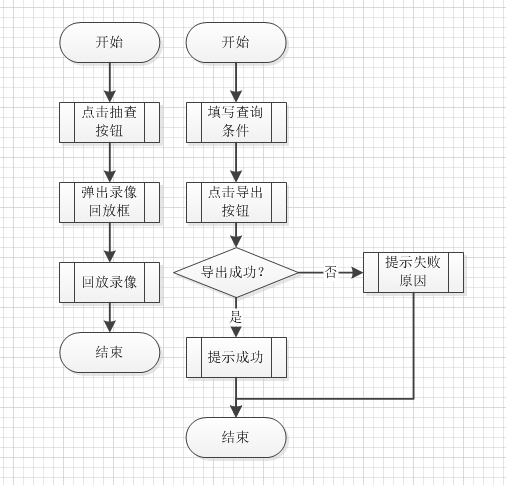 开始
点击抽查
按钮
弹出录像
回放框
回放录像
结束
开始
填写查询
条件
点击导出
按钮
导出成功？
否
提示失败
原因
是
提示成功
结束